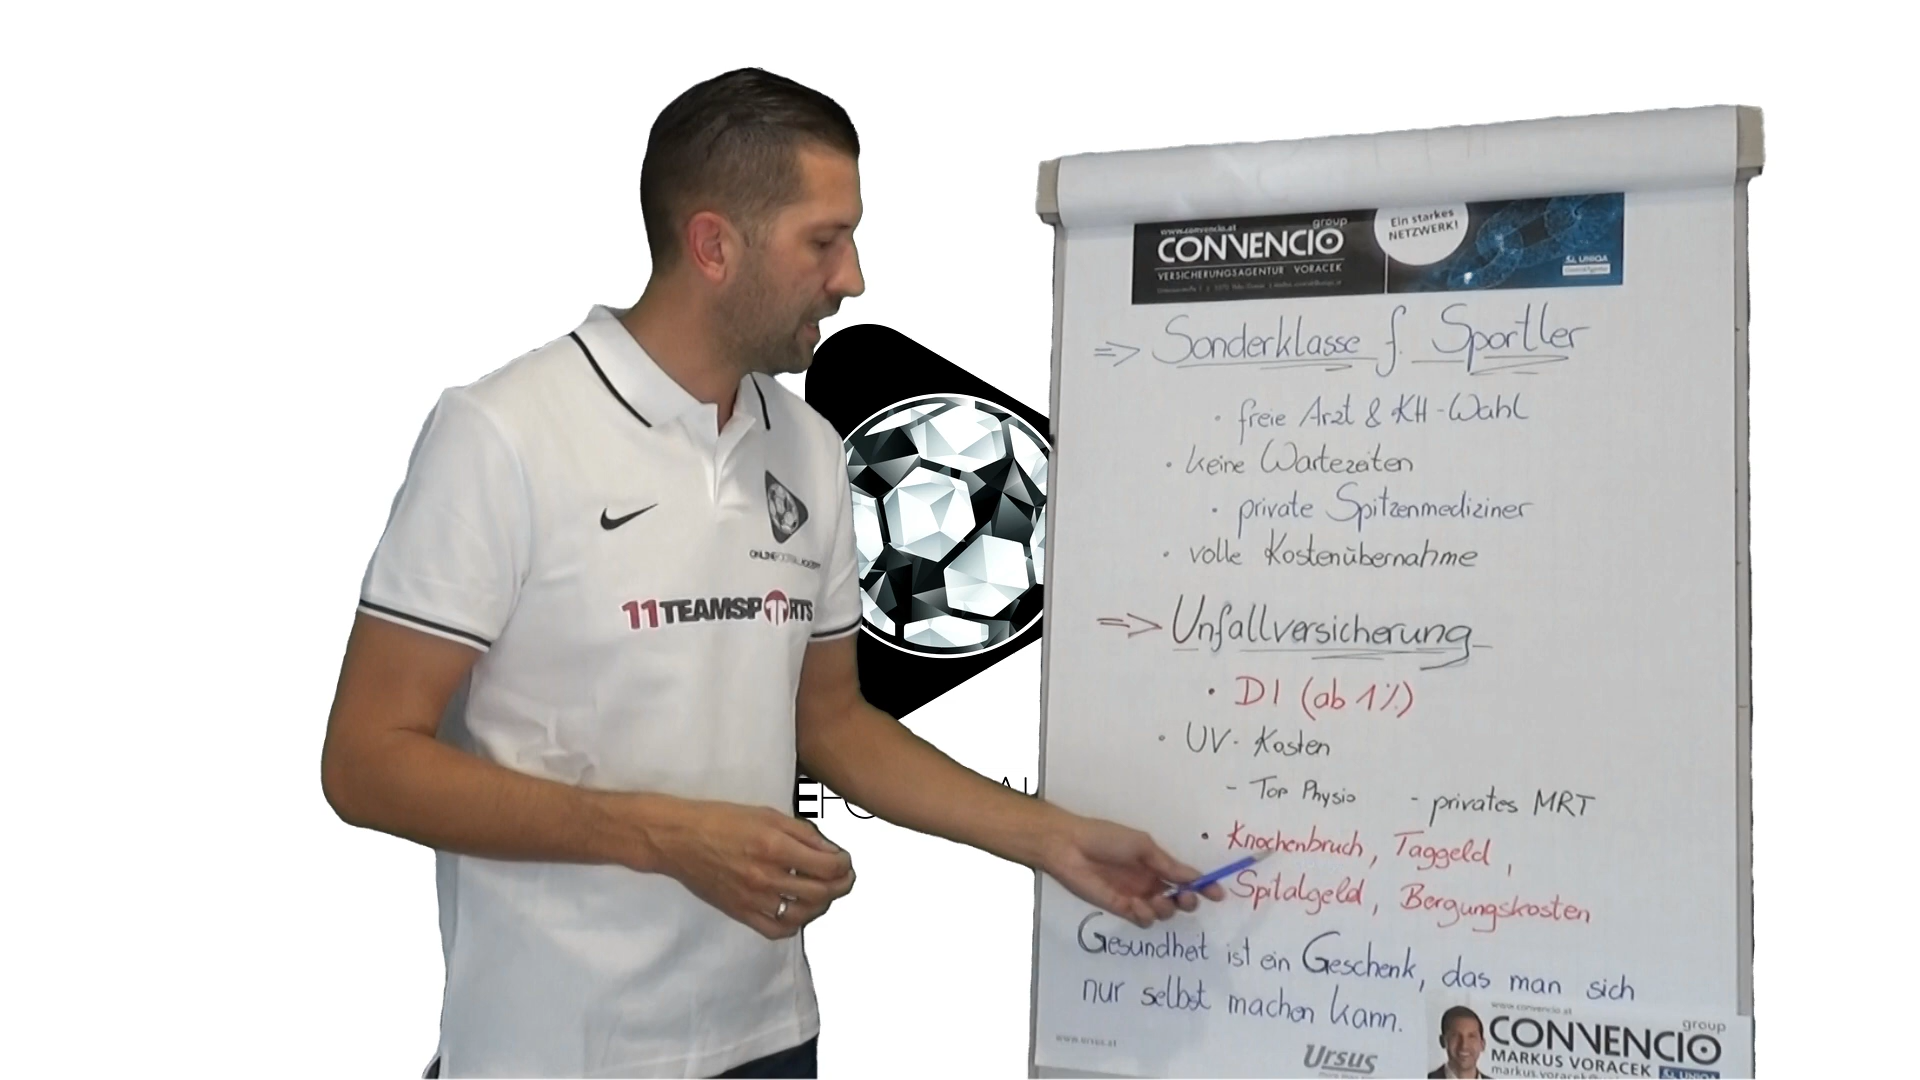 www.convencio.at
group
CONVENCIO
VERSICHERUNGSAGENTUR VORACEK
Ein starkes
NETZWERK!
UNIQA
=> Sonderklasse f. Sportler
• freie Arzt & KH-Wahl
• keine Wartezeiten
• private Spitzenmediziner
• volle Kostenübernahme
=> Unfallversicherung
• DI (ab 1%)
• UV-Kosten
- Top Physio - privates MRT
• Knochenbruch, Taggeld,
Spitalgeld, Bergungskosten
Gesundheit ist ein Geschenk, das man sich
nur selbst machen kann.
www.ursus.at
Ursus
www.convencio.at
group
CONVENCIO
MARKUS VORACEK
UNIQA
ONLINEFOOTBALLACADEMY
11TEAMSPORTS